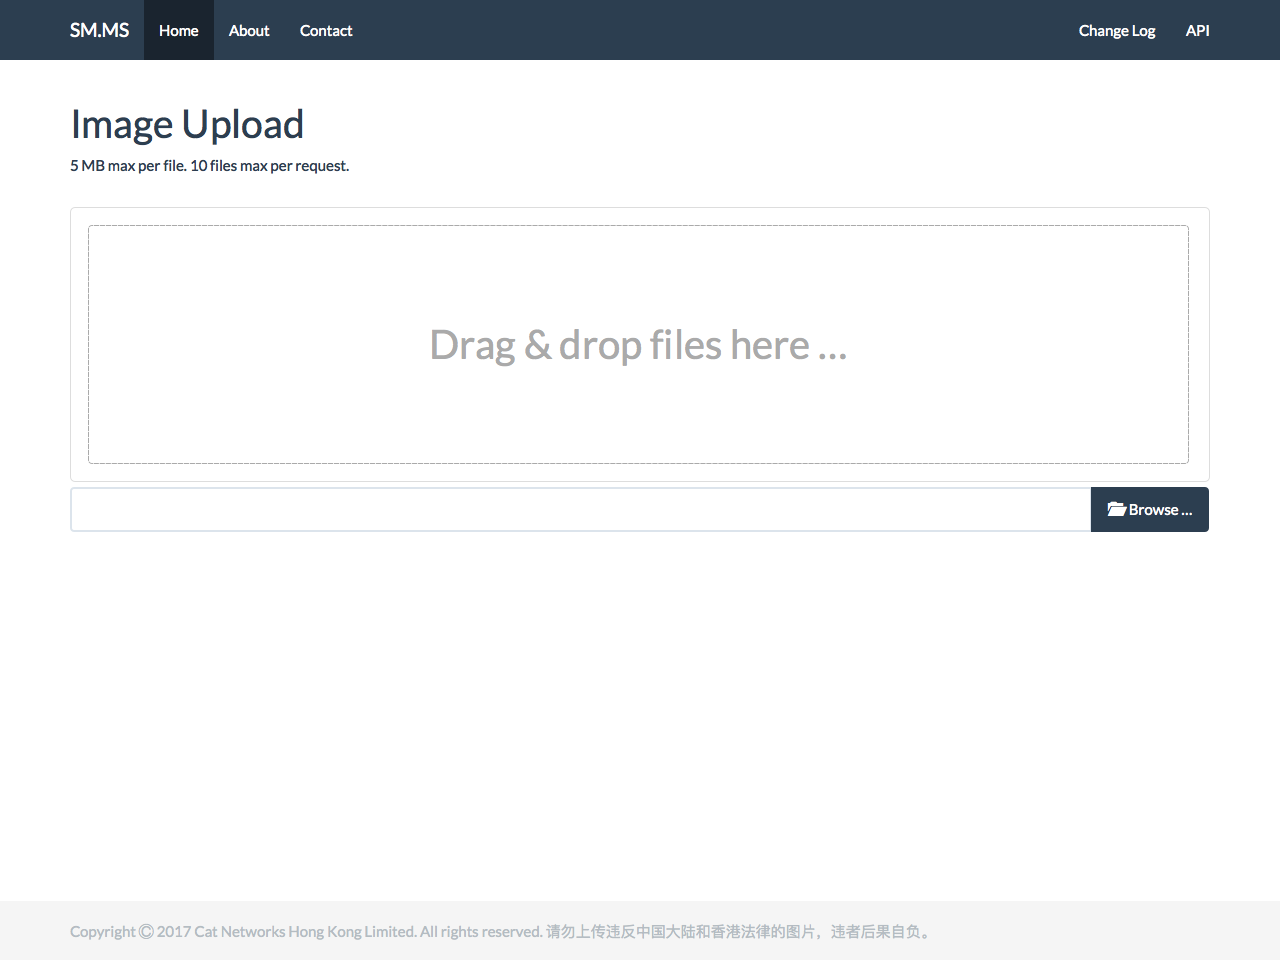 SM.MS Home About Contact Change Log API
Image Upload
5 MB max per file. 10 files max per request.
Drag & drop files here ...
Browse ...
Copyright © 2017 Cat Networks Hong Kong Limited. All rights reserved. 请勿上传违反中国大陆和香港法律的图片，违者后果自负。